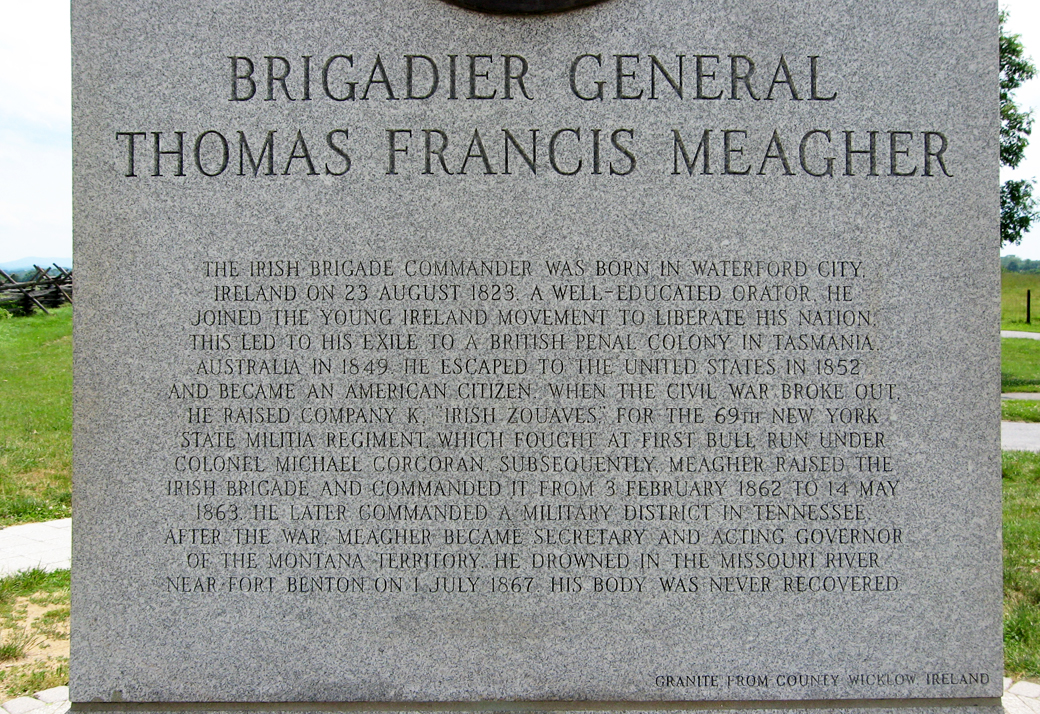 BRIGADIER GENERAL
THOMAS FRANCIS MEAGHER
THE IRISH BRIGADE COMMANDER WAS BORN IN WATERFORD CITY,
IRELAND ON 23 AUGUST 1823. A WELL-EDUCATED ORATOR, HE
JOINED THE YOUNG IRELAND MOVEMENT TO LIBERATE HIS NATION.
THIS LED TO HIS EXILE TO A BRITISH PENAL COLONY IN TASMANIA,
AUSTRALIA IN 1849. HE ESCAPED TO THE UNITED STATES IN 1852
AND BECAME AN AMERICAN CITIZEN. WHEN THE CIVIL WAR BROKE OUT,
HE RAISED COMPANY K, "IRISH ZOUAVES," FOR THE 69TH NEW YORK
STATE MILITIA REGIMENT, WHICH FOUGHT AT FIRST BULL RUN UNDER
COLONEL MICHAEL CORCORAN. SUBSEQUENTLY, MEAGHER RAISED THE
IRISH BRIGADE AND COMMANDED IT FROM 3 FEBRUARY 1862 TO 14 MAY
1863. HE LATER COMMANDED A MILITARY DISTRICT IN TENNESSEE.
AFTER THE WAR, MEAGHER BECAME SECRETARY AND ACTING GOVERNOR
OF THE MONTANA TERRITORY. HE DROWNED IN THE MISSOURI RIVER
NEAR FORT BENTON ON 1 JULY 1867. HIS BODY WAS NEVER RECOVERED.
GRANITE FROM COUNTY WICKLOW, IRELAND